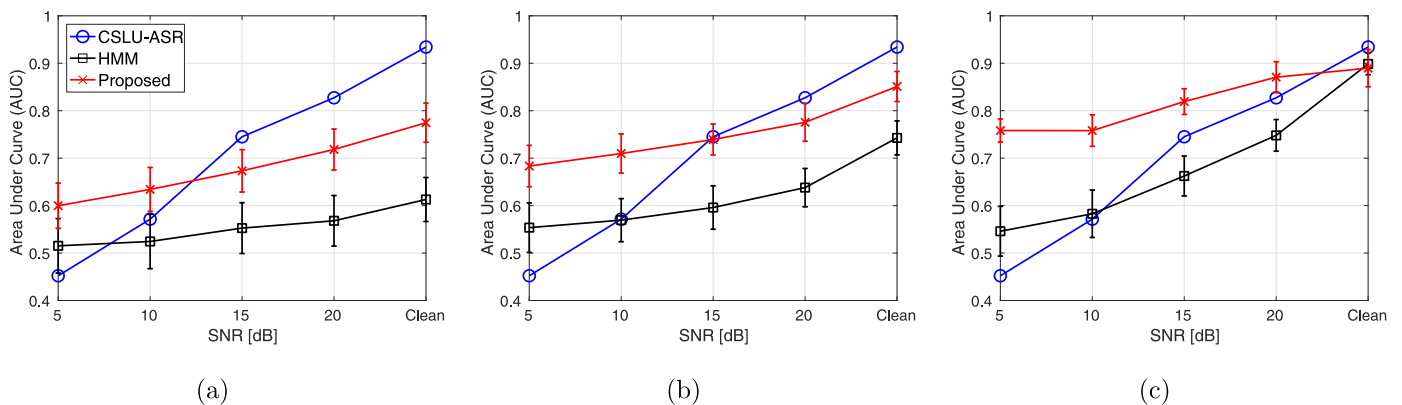 Area Under Curve (AUC)
1
0.9
0.8
0.7
0.6
0.5
0.4
CSLU-ASR
HMM
Proposed
5 10 15 20 Clean
SNR [dB]
(a)
Area Under Curve (AUC)
1
0.9
0.8
0.7
0.6
0.5
0.4
5 10 15 20 Clean
SNR [dB]
(b)
Area Under Curve (AUC)
1
0.9
0.8
0.7
0.6
0.5
0.4
5 10 15 20 Clean
SNR [dB]
(c)